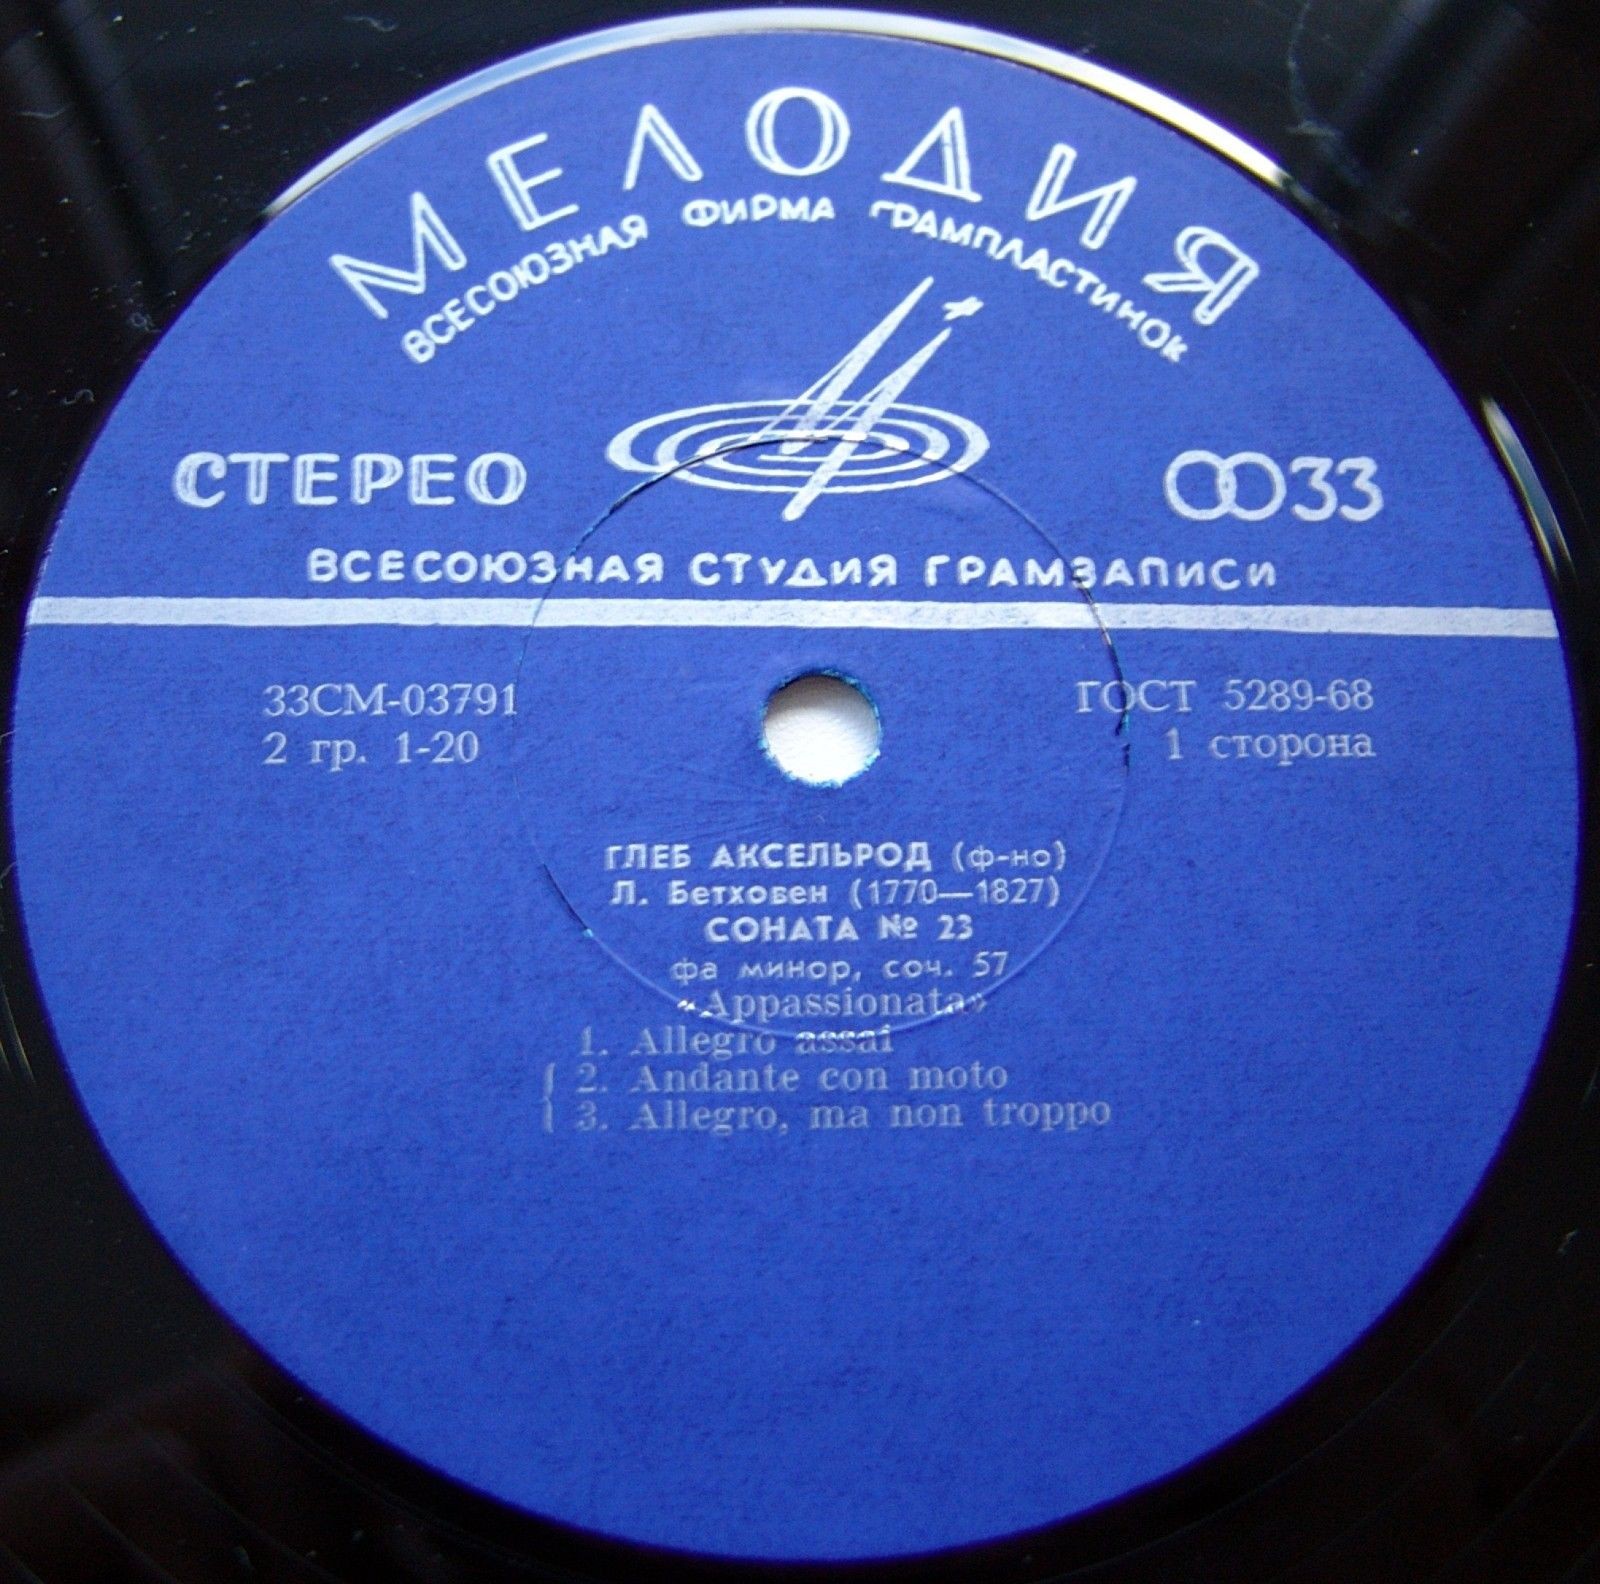 МЕЛОДИЯ
ВСЕСОЮЗНАЯ ФИРМА ГРАМПЛАСТИНОК
СТЕРЕО
33
ВСЕСОЮЗНАЯ СТУДИЯ ГРАМЗАПИСИ
33СМ-03791
ГОСТ 5289-68
2 гр. 1-20
1 сторона
ГЛЕБ АКСЕЛЬРОД (ф-но)
Л. Бетховен (1770—1827)
СОНАТА № 23
фа минор, соч. 57
«Appassionata»
1. Allegro assai
2. Andante con moto
3. Allegro, ma non troppo